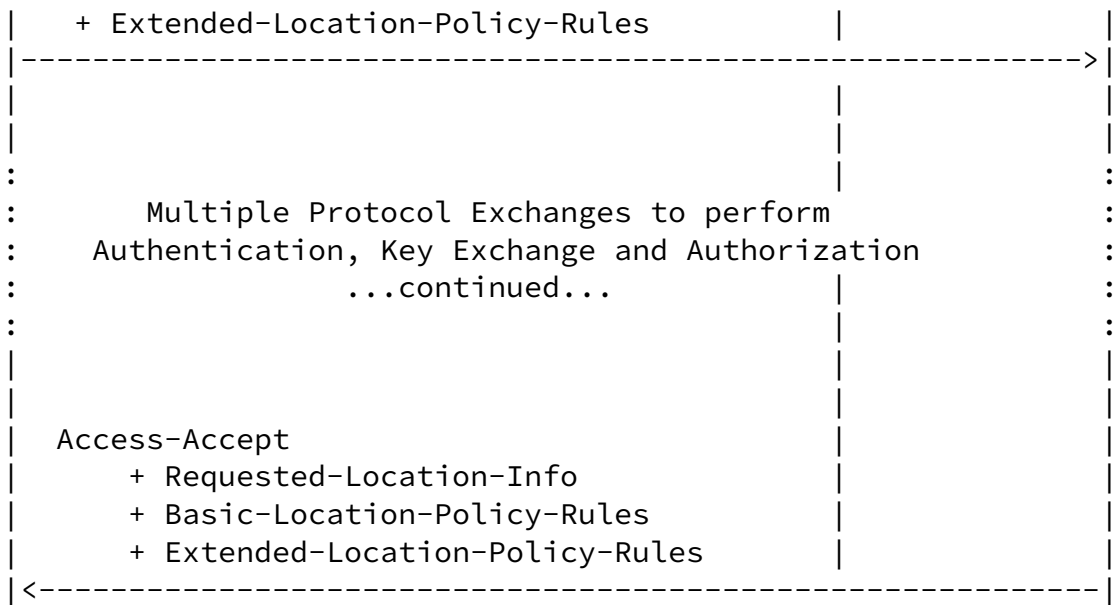 |   + Extended-Location-Policy-Rules          |              |
|----------------------------------------------------------->|
|                                             |              |
|                                             |              |
:                                             |              :
:       Multiple Protocol Exchanges to perform               :
:    Authentication, Key Exchange and Authorization          :
:                  ...continued...            |              :
:                                             |              :
|                                             |              |
|                                             |              |
|  Access-Accept                              |              |
|      + Requested-Location-Info              |              |
|      + Basic-Location-Policy-Rules          |              |
|      + Extended-Location-Policy-Rules       |              |
|<-----------------------------------------------------------|